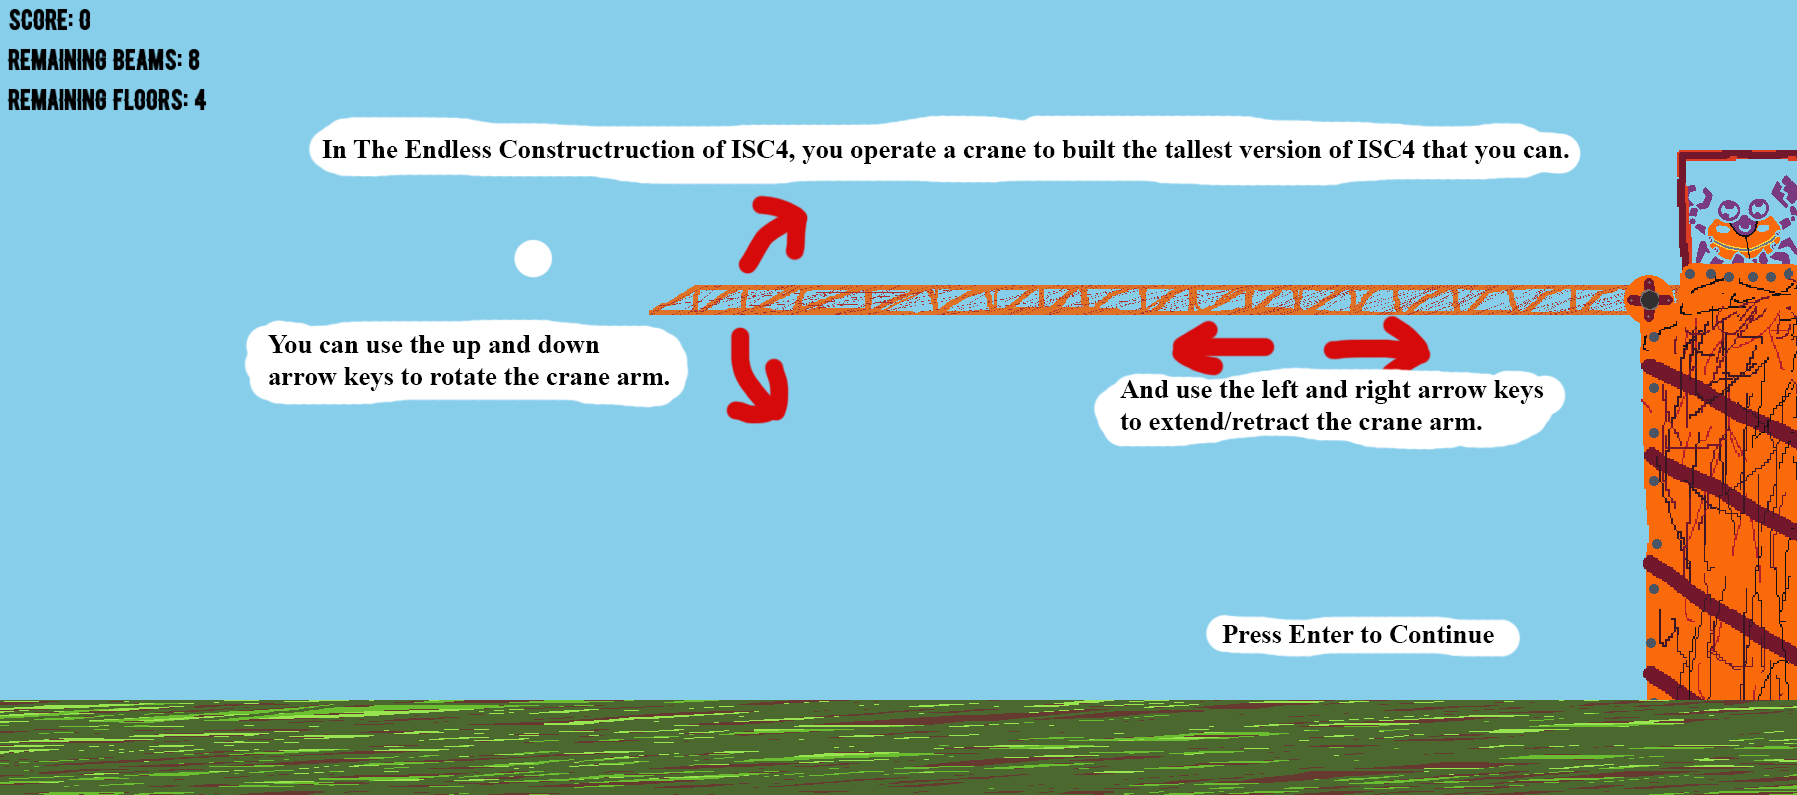 SCORE: 0
REMAINING BEAMS: 8
REMAINING FLOORS: 4
In The Endless Constructruction of ISC4, you operate a crane to built the tallest version of ISC4 that you can.
You can use the up and down
arrow keys to rotate the crane arm.
And use the left and right arrow keys
to extend/retract the crane arm.
Press Enter to Continue